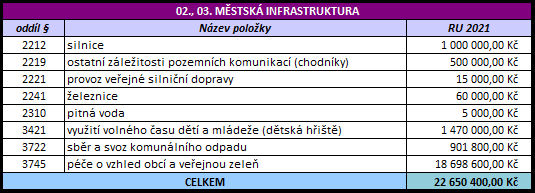 02., 03. MĚSTSKÁ INFRASTRUKTURA
oddíl § Název položky RU 2021
2212 silnice 1 000 000,00 Kč
2219 ostatní záležitosti pozemních komunikací (chodníky) 500 000,00 Kč
2221 provoz veřejné silniční dopravy 15 000,00 Kč
2241 železnice 60 000,00 Kč
2310 pitná voda 5 000,00 Kč
3421 využití volného času dětí a mládeže (dětská hřiště) 1 470 000,00 Kč
3722 sběr a svoz komunálního odpadu 901 800,00 Kč
3745 péče o vzhled obcí a veřejnou zeleň 18 698 600,00 Kč
CELKEM 22 650 400,00 Kč